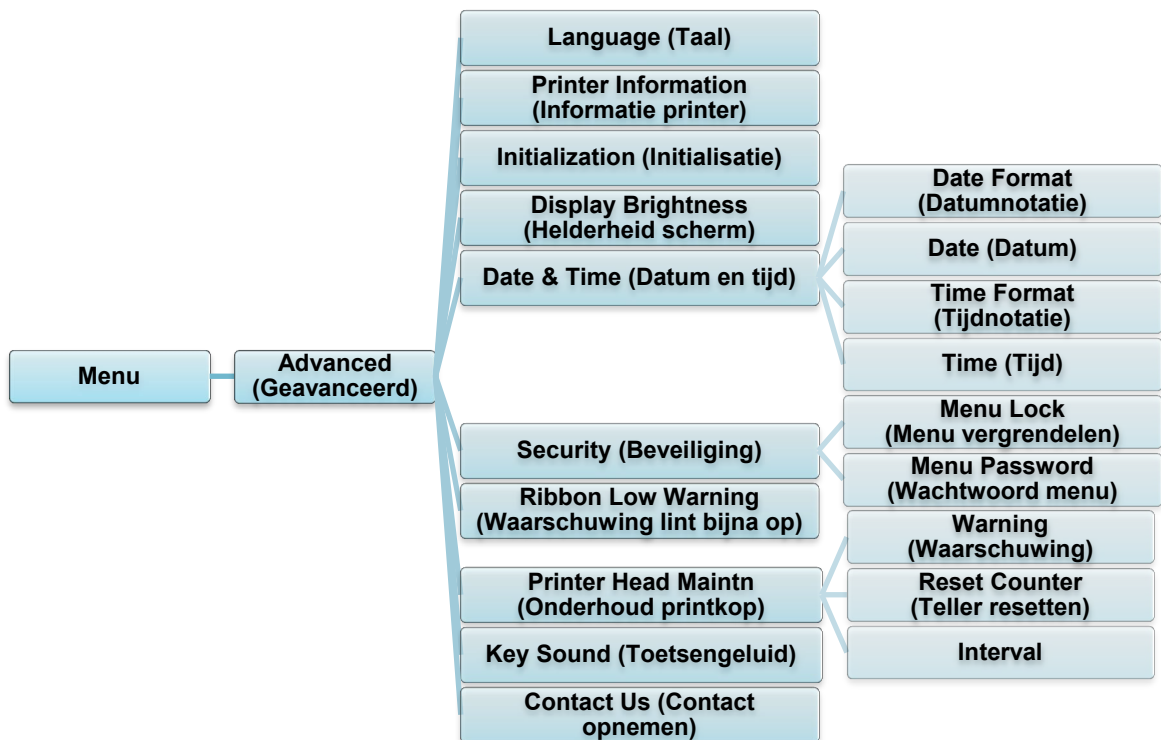 Menu
Advanced
(Geavanceerd)
Language (Taal)
Printer Information
(Informatie printer)
Initialization (Initialisatie)
Display Brightness
(Helderheid scherm)
Date & Time (Datum en tijd)
Date Format
(Datumnotatie)
Date (Datum)
Time Format
(Tijdnotatie)
Time (Tijd)
Security (Beveiliging)
Menu Lock
(Menu vergrendelen)
Menu Password
(Wachtwoord menu)
Ribbon Low Warning
(Waarschuwing lint bijna op)
Printer Head Maintn
(Onderhoud printkop)
Warning
(Waarschuwing)
Reset Counter
(Teller resetten)
Interval
Key Sound (Toetsengeluid)
Contact Us (Contact
opnemen)